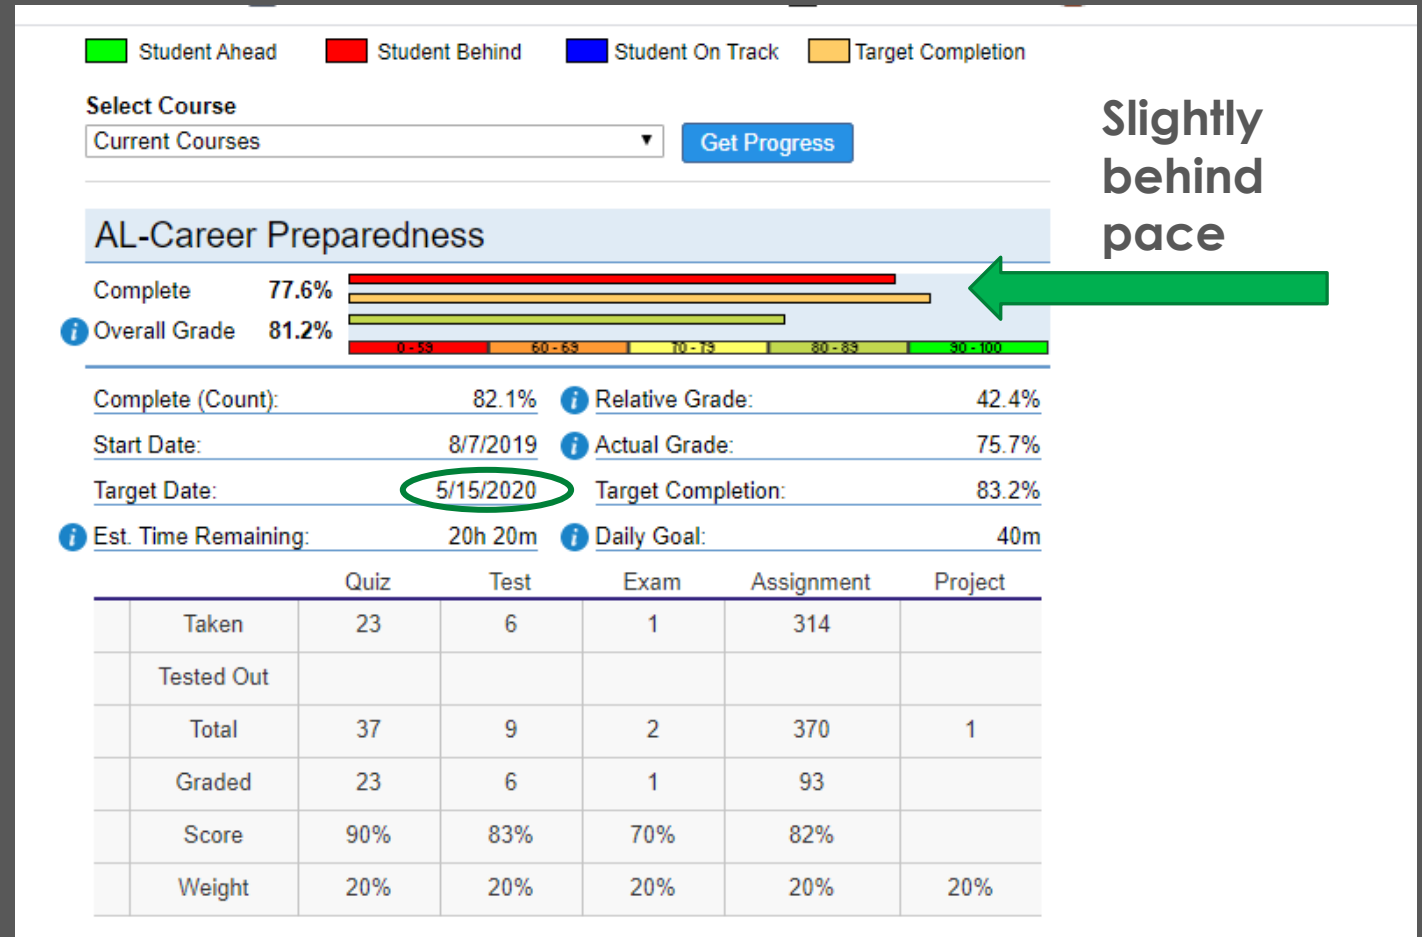 Student Ahead Student Behind Student On Track Target Completion
Select Course
Current Courses Get Progress
Slightly
behind
pace
AL-Career Preparedness
Complete 77.6%
i Overall Grade 81.2%
0 - 59 60 - 69 70 - 79 80 - 89 90 - 100
Complete (Count): 82.1% i Relative Grade: 42.4%
Start Date: 8/7/2019 i Actual Grade: 75.7%
Target Date: 5/15/2020 Target Completion: 83.2%
i Est. Time Remaining: 20h 20m i Daily Goal: 40m
Quiz Test Exam Assignment Project
Taken 23 6 1 314
Tested Out
Total 37 9 2 370 1
Graded 23 6 1 93
Score 90% 83% 70% 82%
Weight 20% 20% 20% 20% 20%